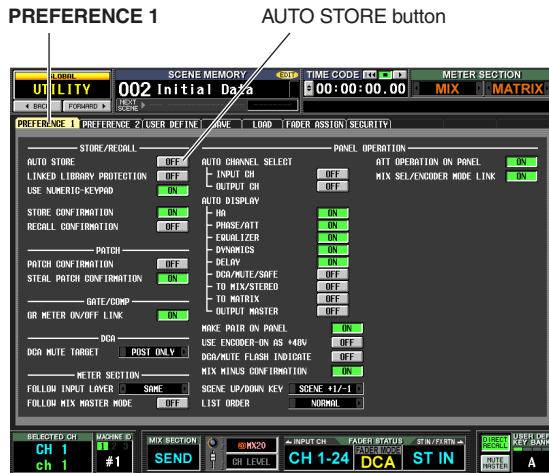 PREFERENCE 1 AUTO STORE button
GLOBAL SCENE MEMORY EDIT TIME CODE METER SECTION
UTILITY 002 Initial Data 00:00:00.00 MIX MATRIX
BACK FORWARD NEXT SCENE
PREFERENCE 1 PREFERENCE 2 USER DEFINE SAVE LOAD FADER ASSIGN SECURITY
STORE/RECALL PANEL OPERATION
AUTO STORE OFF AUTO CHANNEL SELECT ATT OPERATION ON PANEL ON
LINKED LIBRARY PROTECTION OFF INPUT CH OFF MIX SEL/ENCODER MODE LINK ON
USE NUMERIC-KEYPAD ON OUTPUT CH OFF
AUTO DISPLAY
STORE CONFIRMATION ON HA ON
RECALL CONFIRMATION OFF PHASE/ATT ON
EQUALIZER ON
PATCH DYNAMICS ON
PATCH CONFIRMATION OFF DELAY ON
STEAL PATCH CONFIRMATION ON DCA/MUTE/SAFE OFF
TO MIX/STEREO OFF
GATE/COMP TO MATRIX OFF
GR METER ON/OFF LINK ON OUTPUT MASTER OFF
MAKE PAIR ON PANEL ON
DCA USE ENCODER-ON AS +48V OFF
DCA MUTE TARGET POST ONLY DCA/MUTE FLASH INDICATE OFF
METER SECTION MIX MINUS CONFIRMATION ON
FOLLOW INPUT LAYER SAME SCENE UP/DOWN KEY SCENE +1/-1
FOLLOW MIX MASTER MODE OFF LIST ORDER NORMAL
SELECTED CH MACHINE ID MIX SECTION MX20 INPUT CH FADER STATUS ST IN/FX RTN DIRECT RECALL USER DEF KEY BANK
CH 1 1 2 3 SEND CH 1-24 FADER MODE ST IN
ch 1 #1 CH LEVEL DCA MUTE MASTER A